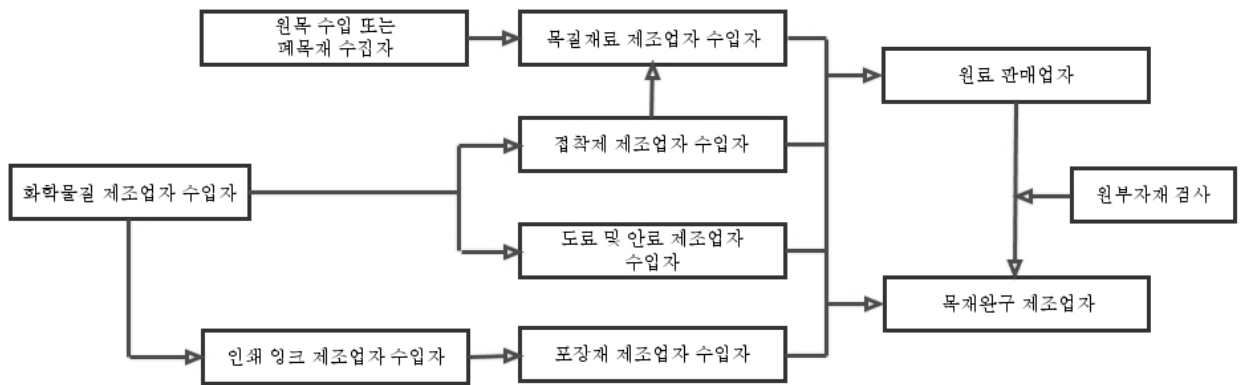 원목 수입 또는
폐목재 수집자
목질재료 제조업자 수입자
원료 판매업자
접착제 제조업자 수입자
화학물질 제조업자 수입자
원부자재 검사
도료 및 안료 제조업자
수입자
목재완구 제조업자
인쇄 잉크 제조업자 수입자
포장재 제조업자 수입자